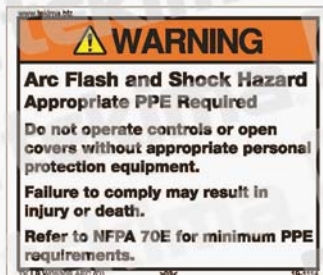 WARNING
Arc Flash and Shock Hazard
Appropriate PPE Required
Do not operate controls or open
covers without appropriate personal
protection equipment.
Failure to comply may result in
injury or death.
Refer to NFPA 70E for minimum PPE
requirements.